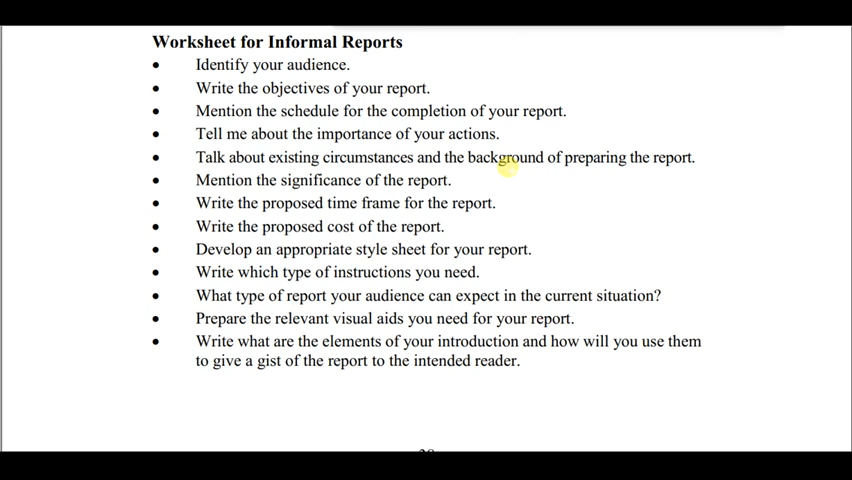 Worksheet for Informal Reports
• Identify your audience.
• Write the objectives of your report.
• Mention the schedule for the completion of your report.
• Tell me about the importance of your actions.
• Talk about existing circumstances and the background of preparing the report.
• Mention the significance of the report.
• Write the proposed time frame for the report.
• Write the proposed cost of the report.
• Develop an appropriate style sheet for your report.
• Write which type of instructions you need.
• What type of report your audience can expect in the current situation?
• Prepare the relevant visual aids you need for your report.
• Write what are the elements of your introduction and how will you use them
to give a gist of the report to the intended reader.